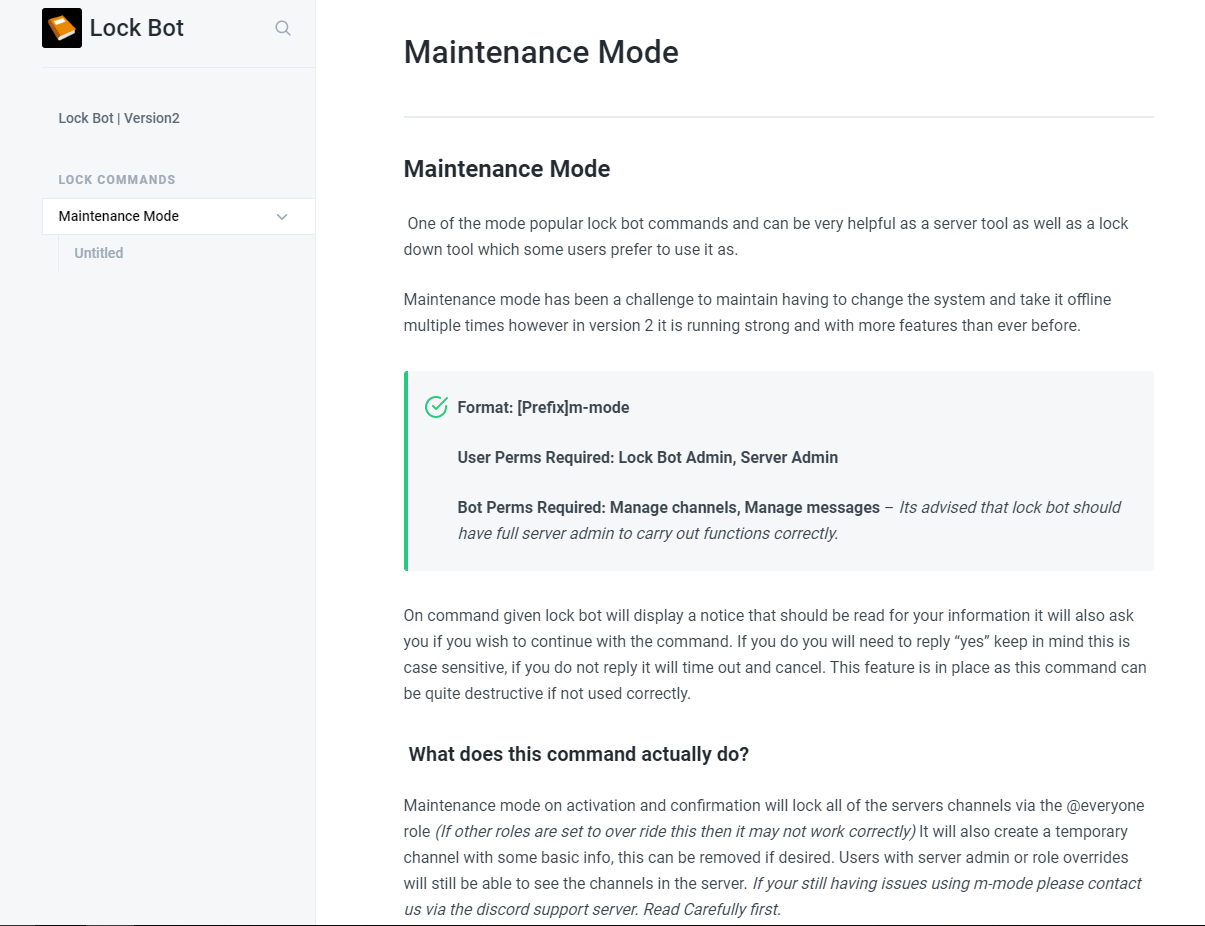 Lock Bot
Lock Bot | Version2
LOCK COMMANDS
Maintenance Mode
Untitled
Maintenance Mode
Maintenance Mode
One of the mode popular lock bot commands and can be very helpful as a server tool as well as a lock
down tool which some users prefer to use it as.
Maintenance mode has been a challenge to maintain having to change the system and take it offline
multiple times however in version 2 it is running strong and with more features than ever before.
Format: [Prefix]m-mode
User Perms Required: Lock Bot Admin, Server Admin
Bot Perms Required: Manage channels, Manage messages – Its advised that lock bot should
have full server admin to carry out functions correctly.
On command given lock bot will display a notice that should be read for your information it will also ask
you if you wish to continue with the command. If you do you will need to reply “yes” keep in mind this is
case sensitive, if you do not reply it will time out and cancel. This feature is in place as this command can
be quite destructive if not used correctly.
What does this command actually do?
Maintenance mode on activation and confirmation will lock all of the servers channels via the @everyone
role (If other roles are set to over ride this then it may not work correctly) It will also create a temporary
channel with some basic info, this can be removed if desired. Users with server admin or role overrides
will still be able to see the channels in the server. If your still having issues using m-mode please contact
us via the discord support server. Read Carefully first.